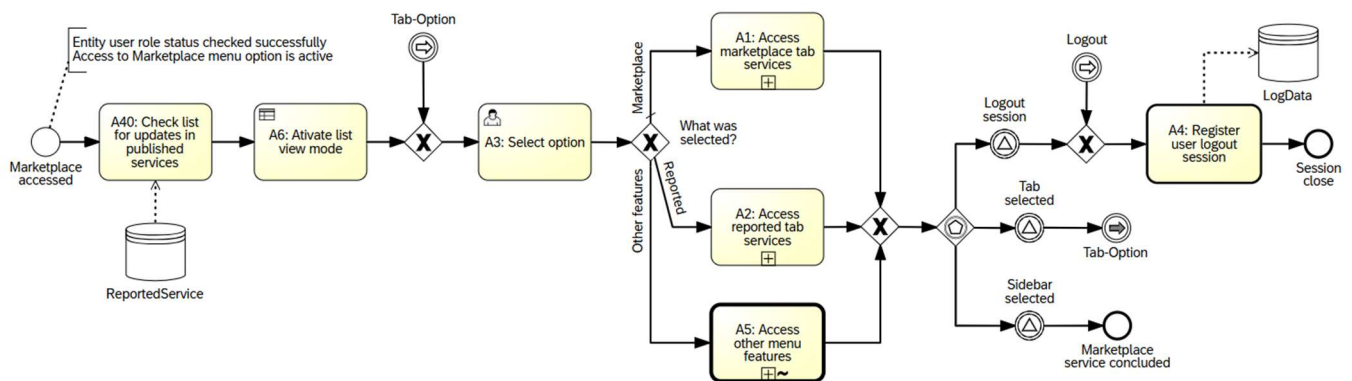 Entity user role status checked successfully
Access to Marketplace menu option is active
Tab-Option
Marketplace
accessed
A40: Check list
for updates in
published
services
ReportedService
A6: Ativate list
view mode
A3: Select option
Marketplace
Reported
Other features
What was
selected?
A1: Access
marketplace tab
services
A2: Access
reported tab
services
A5: Access
other menu
features
Logout
session
Logout
A4: Register
user logout
session
LogData
Session
close
Tab
selected
Tab-Option
Sidebar
selected
Marketplace
service concluded